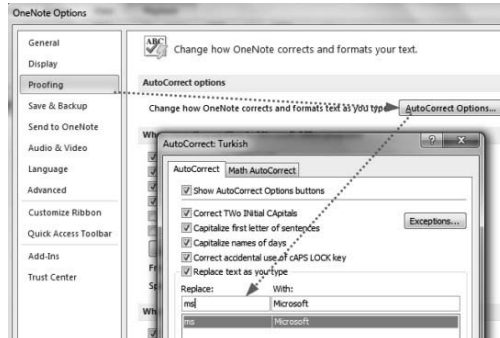 OneNote Options
General
Display
Proofing
Save & Backup
Send to OneNote
Audio & Video
Language
Advanced
Customize Ribbon
Quick Access Toolbar
Add-Ins
Trust Center
ABC
Change how OneNote corrects and formats your text.
AutoCorrect options
Change how OneNote corrects and formats text as you type
AutoCorrect Options...
AutoCorrect: Turkish
AutoCorrect
Math AutoCorrect
Show AutoCorrect Options buttons
Correct TWo INitial CApitals
Capitalize first letter of sentences
Capitalize names of days
Correct accidental use of cAPS LOCK key
Replace text as you type
Exceptions...
Replace: With:
ms Microsoft
ms Microsoft